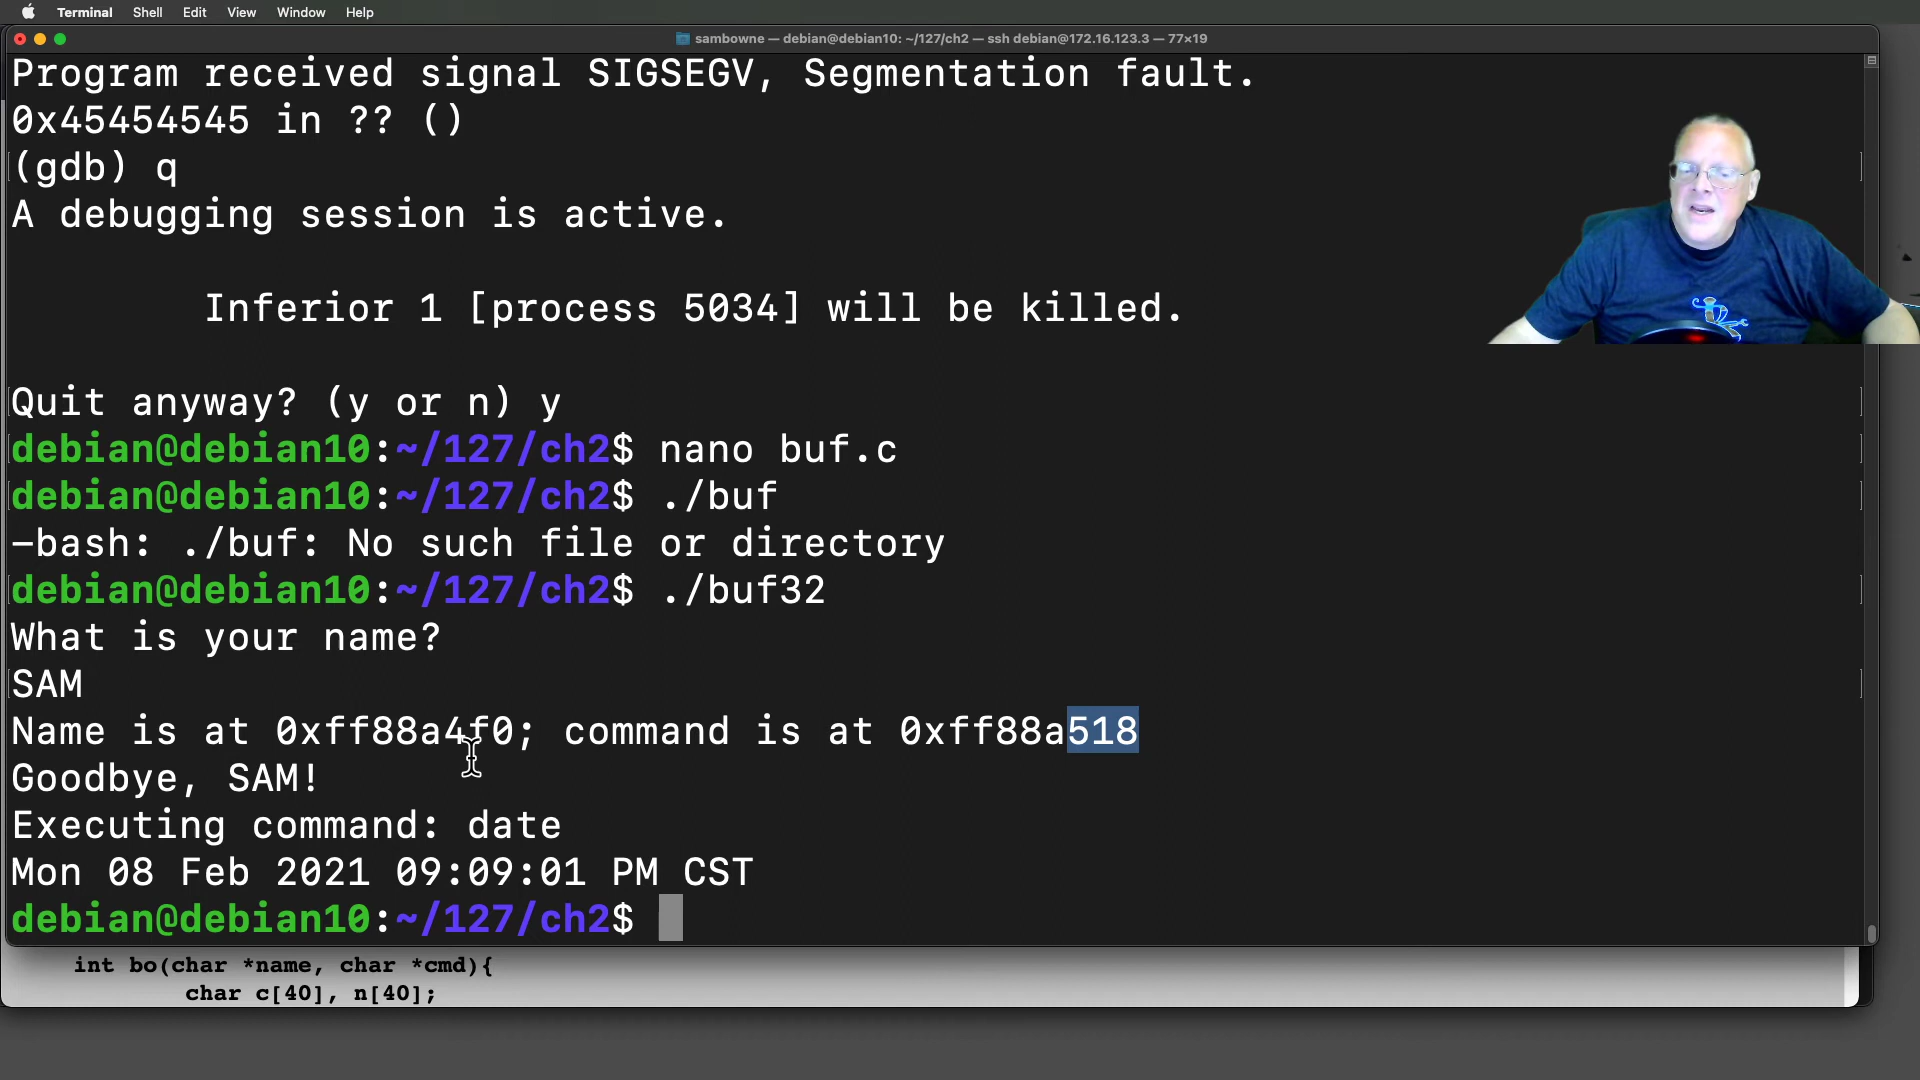 Terminal Shell Edit View Window Help
sambowne — debian@debian10: ~/127/ch2 — ssh debian@172.16.123.3 — 77×19
Program received signal SIGSEGV, Segmentation fault.
0x45454545 in ?? ()
(gdb) q
A debugging session is active.
Inferior 1 [process 5034] will be killed.
Quit anyway? (y or n) y
debian@debian10:~/127/ch2$ nano buf.c
debian@debian10:~/127/ch2$ ./buf
-bash: ./buf: No such file or directory
debian@debian10:~/127/ch2$ ./buf32
What is your name?
SAM
Name is at 0xff88a4f0; command is at 0xff88a518
Goodbye, SAM!
Executing command: date
Mon 08 Feb 2021 09:09:01 PM CST
debian@debian10:~/127/ch2$
int bo(char *name, char *cmd){
char c[40], n[40];